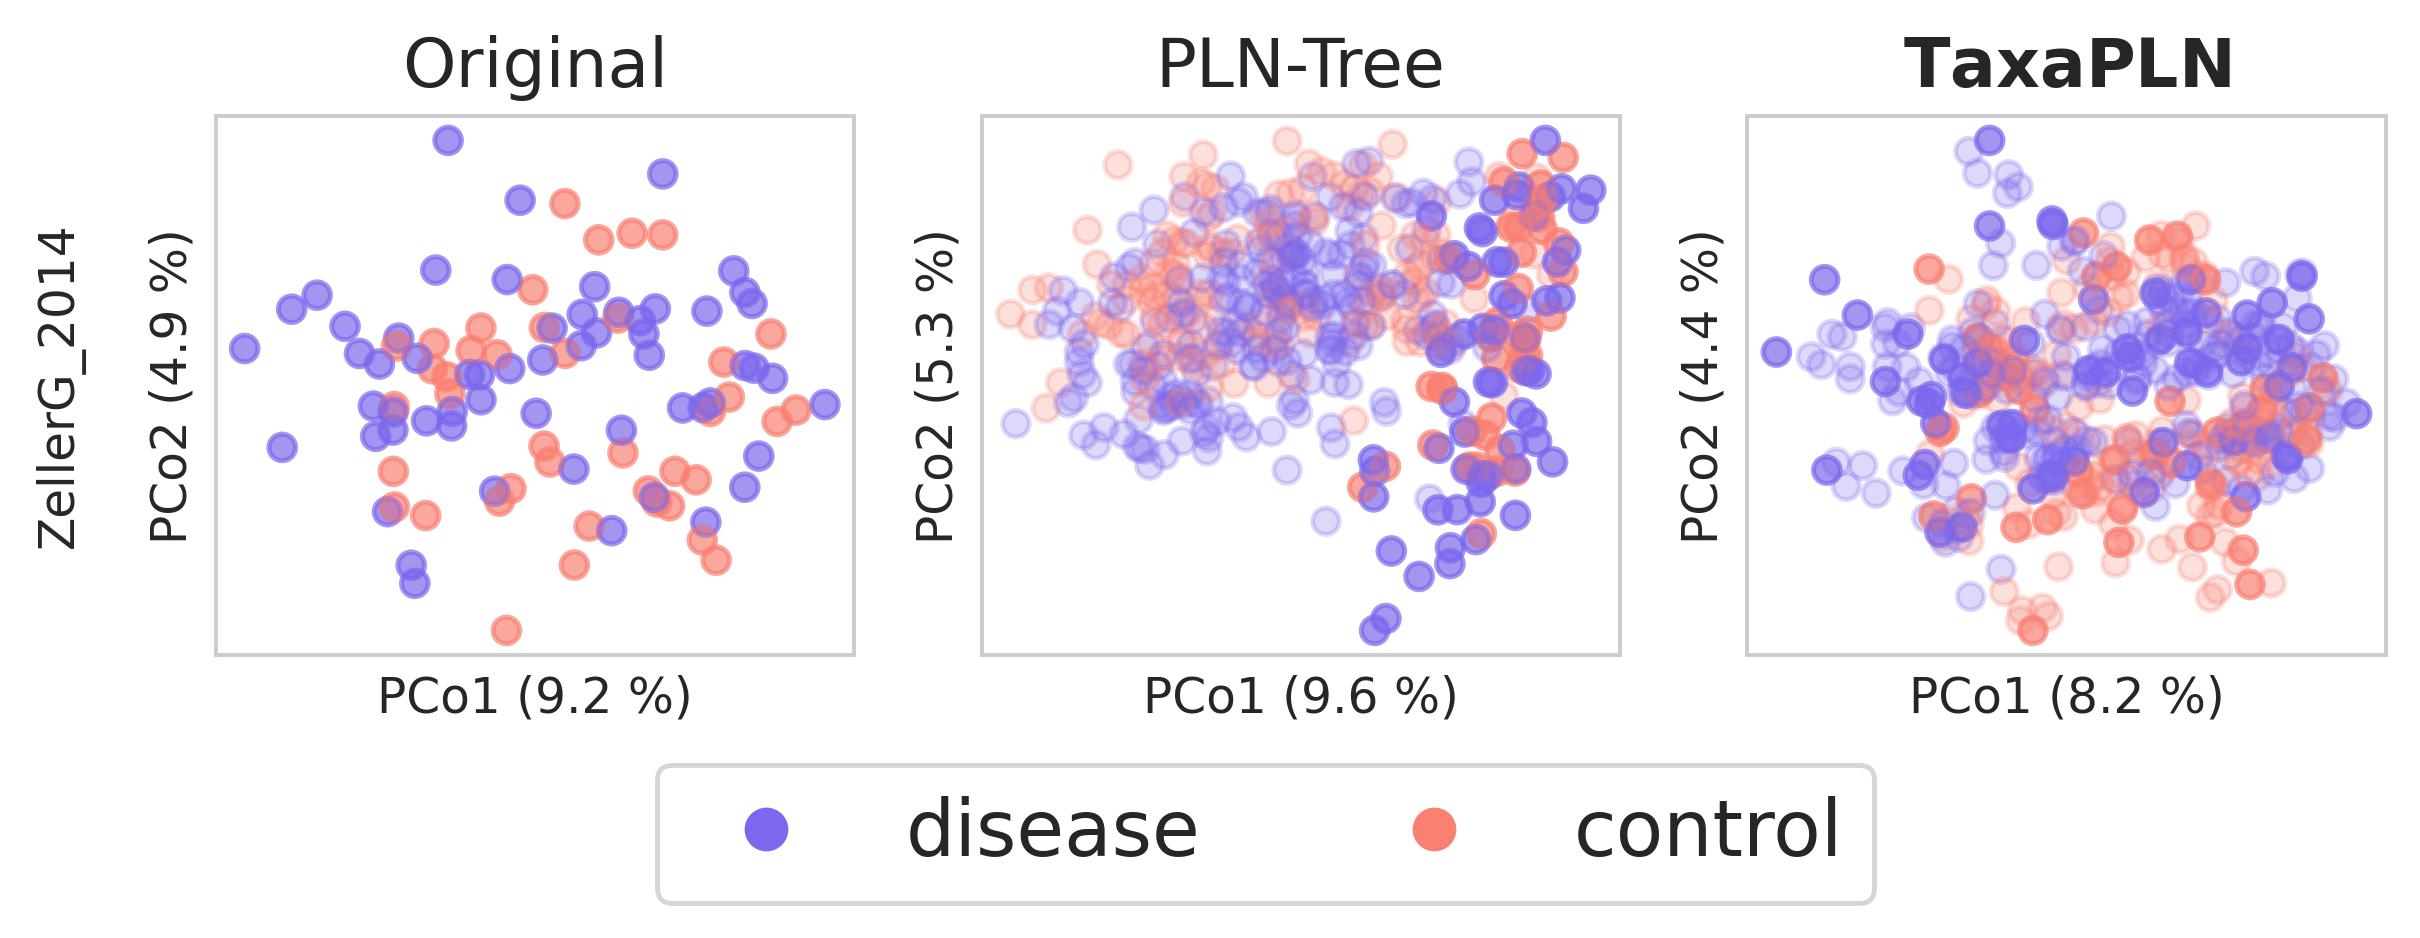 Original
PLN-Tree
TaxaPLN
ZellerG_2014
PCo2 (4.9 %)
PCo2 (5.3 %)
PCo2 (4.4 %)
PCo1 (9.2 %)
PCo1 (9.6 %)
PCo1 (8.2 %)
disease
control